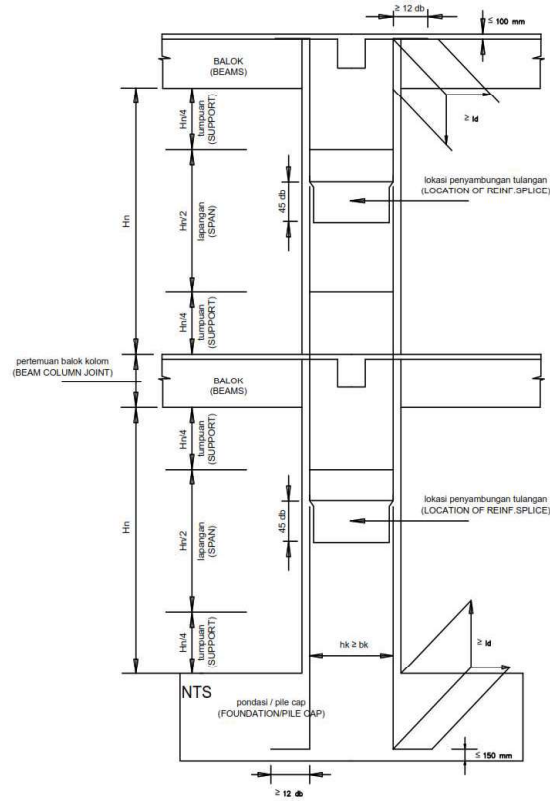 ≥ 12 db
≤ 100 mm
BALOK
(BEAMS)
Hn/4
tumpuan
(SUPPORT)
≥ ld
lokasi penyambungan tulangan
(LOCATION OF REINF.SPLICE)
45 db
Hn
Hn/2
lapangan
(SPAN)
Hn/4
tumpuan
(SUPPORT)
pertemuan balok kolom
(BEAM COLUMN JOINT)
BALOK
(BEAMS)
Hn/4
tumpuan
(SUPPORT)
lokasi penyambungan tulangan
(LOCATION OF REINF.SPLICE)
45 db
Hn
Hn/2
lapangan
(SPAN)
Hn/4
tumpuan
(SUPPORT)
hk ≥ bk
≥ ld
NTS
pondasi / pile cap
(FOUNDATION/PILE CAP)
≤ 150 mm
≥ 12 db